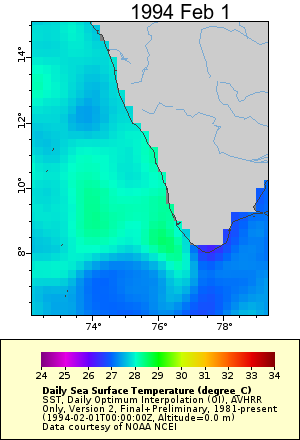 1994 Feb 1
14°
12°
10°
8°
74°
76°
78°
24 25 26 27 28 29 30 31 32 33 34
Daily Sea Surface Temperature (degree_C)
SST, Daily Optimum Interpolation (OI), AVHRR
Only, Version 2, Final+Preliminary, 1981-present
(1994-02-01T00:00:00Z, Altitude=0.0 m)
Data courtesy of NOAA NCEI